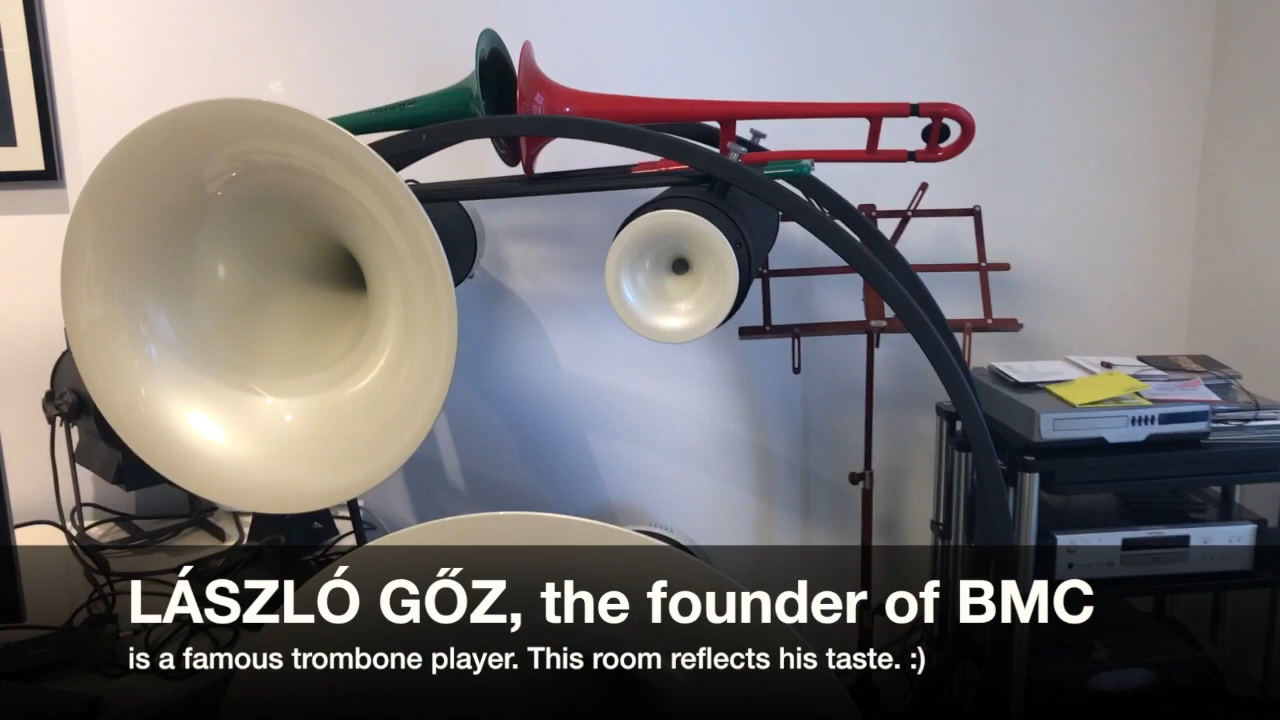 LÁSZLÓ GŐZ, the founder of BMC
is a famous trombone player. This room reflects his taste. :)